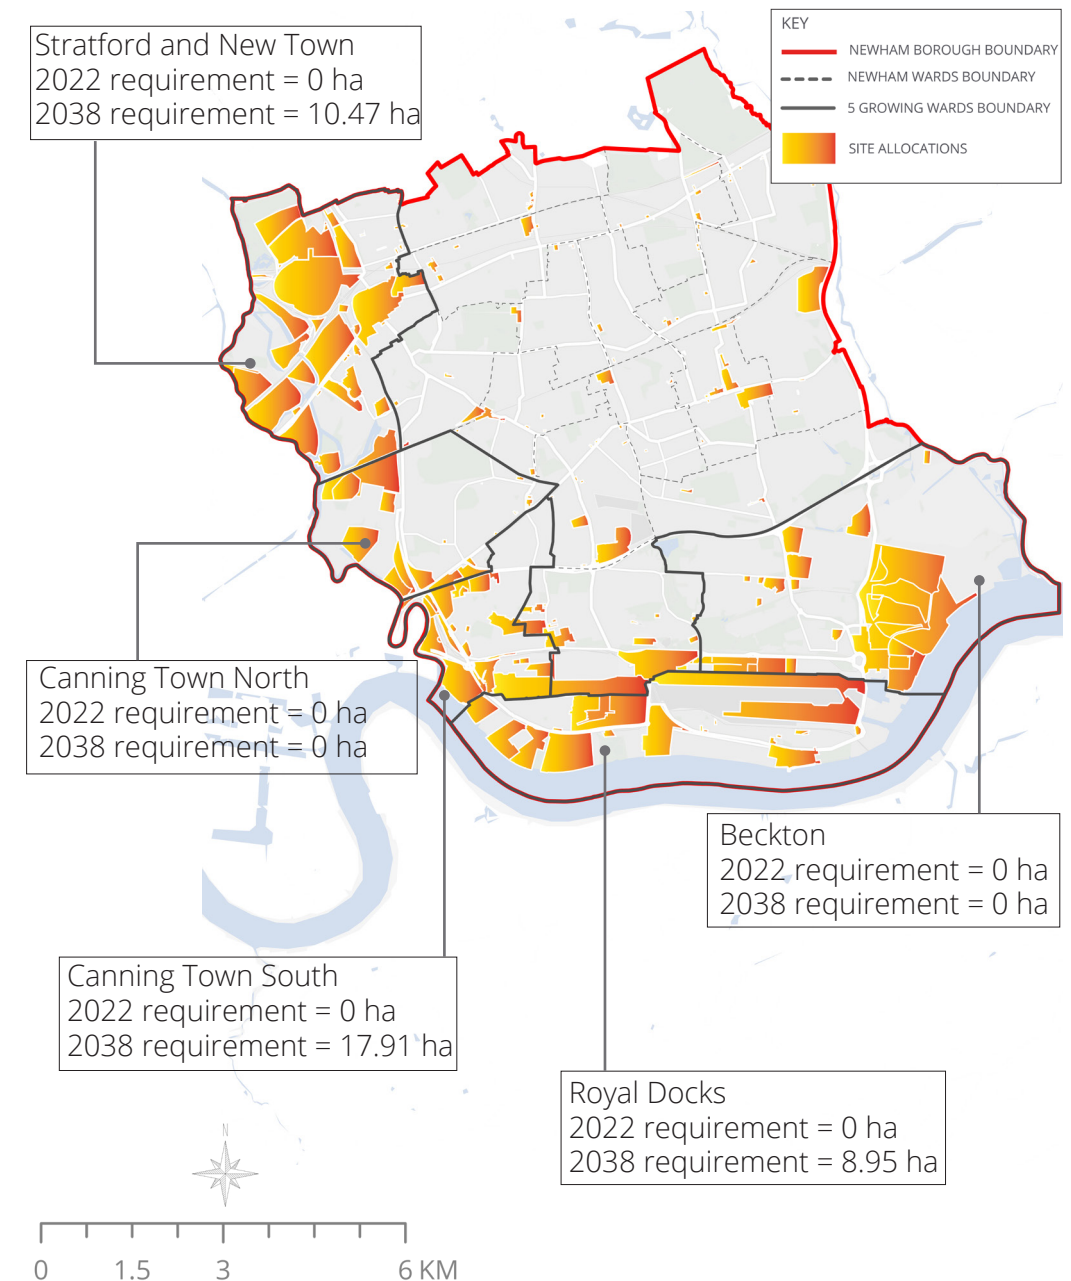 KEY
NEWHAM BOROUGH BOUNDARY
NEWHAM WARDS BOUNDARY
5 GROWING WARDS BOUNDARY
SITE ALLOCATIONS
Stratford and New Town
2022 requirement = 0 ha
2038 requirement = 10.47 ha
Canning Town North
2022 requirement = 0 ha
2038 requirement = 0 ha
Beckton
2022 requirement = 0 ha
2038 requirement = 0 ha
Canning Town South
2022 requirement = 0 ha
2038 requirement = 17.91 ha
Royal Docks
2022 requirement = 0 ha
2038 requirement = 8.95 ha
N
0 1.5 3 6 KM